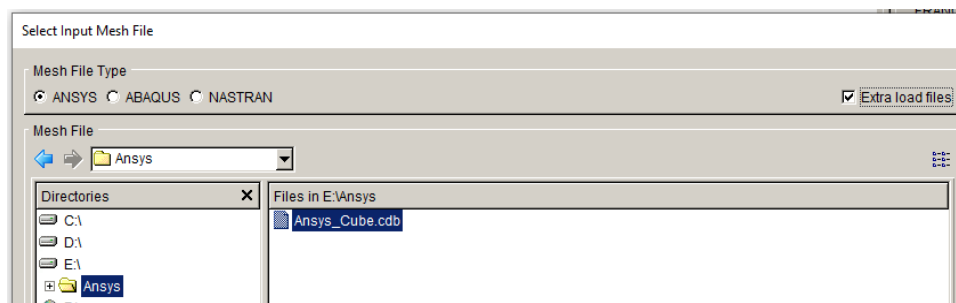 Select Input Mesh File
Mesh File Type
ANSYS ABAQUS NASTRAN
Extra load files
Mesh File
Ansys
Directories
Files in E:\Ansys
C:\
Ansys_Cube.cdb
D:\
E:\
Ansys